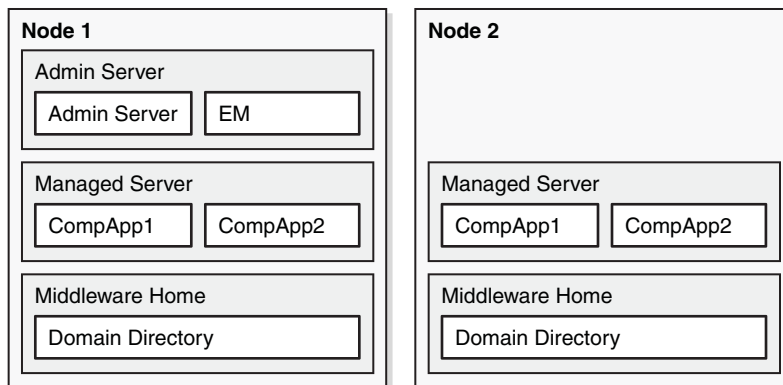 Node 1
Admin Server
Admin Server
EM
Managed Server
CompApp1
CompApp2
Middleware Home
Domain Directory
Node 2
Managed Server
CompApp1
CompApp2
Middleware Home
Domain Directory